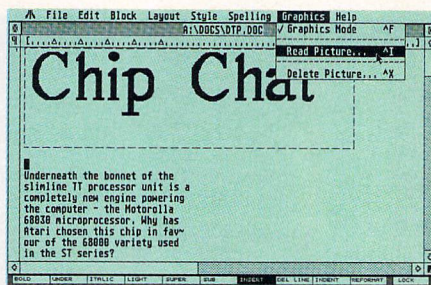 File Edit Block Layout Style Spelling Graphics Help
A:\DOCS\DTP.DOC
✓ Graphics Mode ^F
Read Picture... ^I
Delete Picture... ^X
Chip Chat
Underneath the bonnet of the
slimline TT processor unit is a
completely new engine powering
the computer - the Motorolla
68030 microprocessor. Why has
Atari chosen this chip in fav~
our of the 68000 variety used
in the ST series?
BOLD UNDER ITALIC LIGHT SUPER SUB INSERT DEL LINE INDENT REFORMAT LOCK